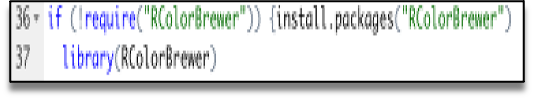 36 if (!require("RColorBrewer")) {install.packages("RColorBrewer")
37 library(RColorBrewer)